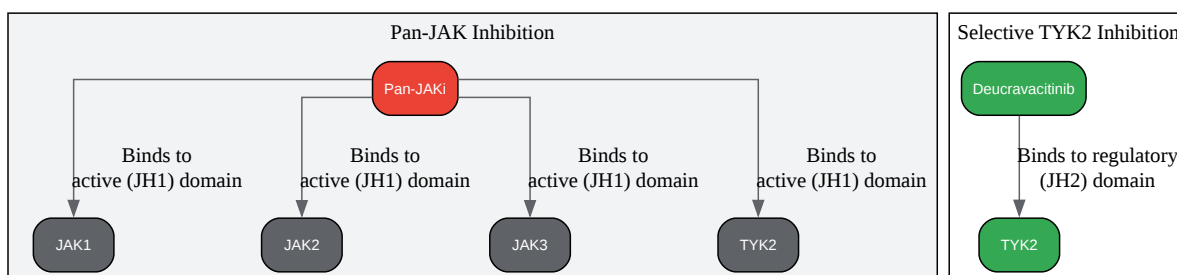 Pan-JAK Inhibition
Selective TYK2 Inhibition
Pan-JAKi
Deucravacitinib
Binds to
active (JH1) domain
Binds to
active (JH1) domain
Binds to
active (JH1) domain
Binds to
active (JH1) domain
Binds to regulatory
(JH2) domain
JAK1
JAK2
JAK3
TYK2
TYK2